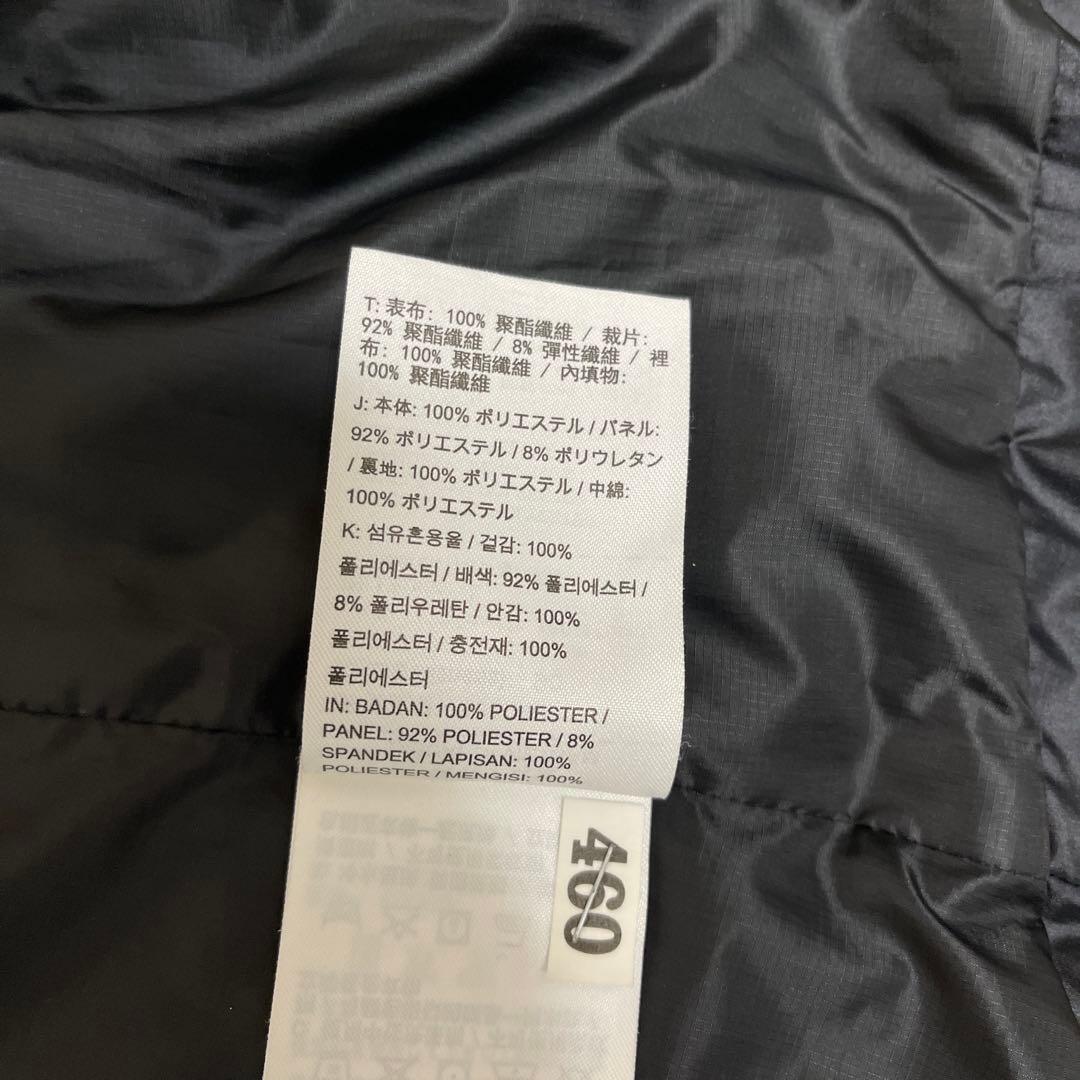 T: 表布: 100% 聚酯纖維 / 裁片:
92% 聚酯纖維 / 8% 彈性纖維 / 裡
布: 100% 聚酯纖維 / 內填物:
100% 聚酯纖維
J: 本体: 100% ポリエステル / パネル:
92% ポリエステル / 8% ポリウレタン
/ 裏地: 100% ポリエステル / 中綿:
100% ポリエステル
K: 섬유혼용율 / 겉감: 100%
폴리에스터 / 배색: 92% 폴리에스터 /
8% 폴리우레탄 / 안감: 100%
폴리에스터 / 충전재: 100%
폴리에스터
IN: BADAN: 100% POLIESTER /
PANEL: 92% POLIESTER / 8%
SPANDEK / LAPISAN: 100%
POLIESTER / MENGISI: 100%
460